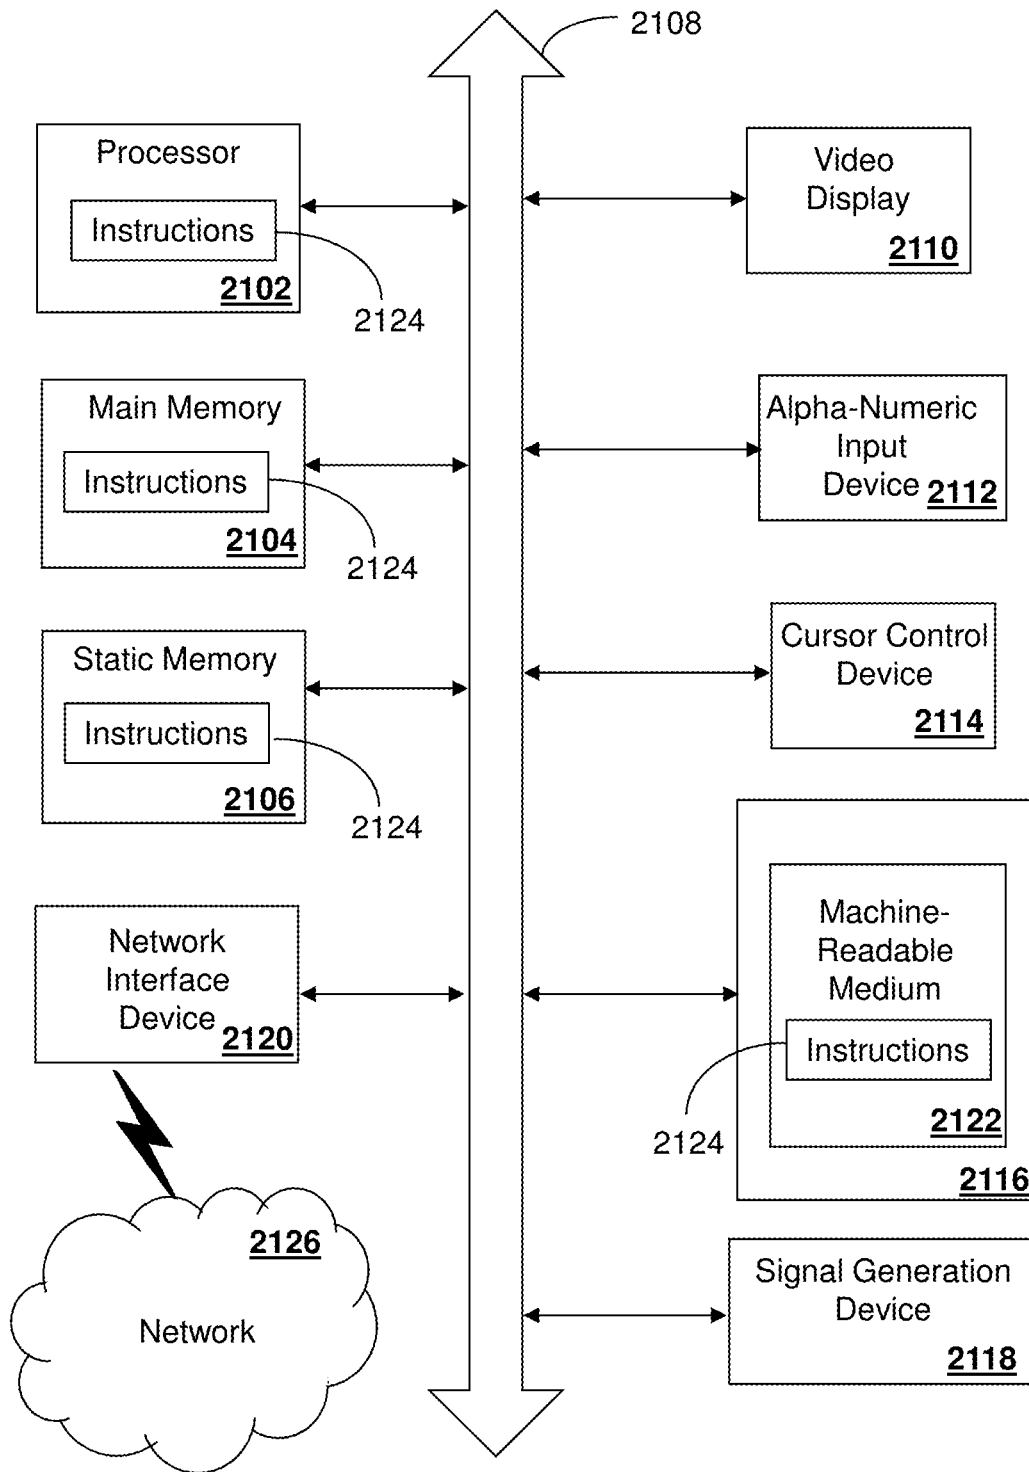 2108
Processor
Instructions
2102
2124
Main Memory
Instructions
2104
2124
Static Memory
Instructions
2106
2124
Network
Interface
Device
2120
2126
Network
Video
Display
2110
Alpha-Numeric
Input
Device
2112
Cursor Control
Device
2114
Machine-
Readable
Medium
Instructions
2124
2122
2116
Signal Generation
Device
2118